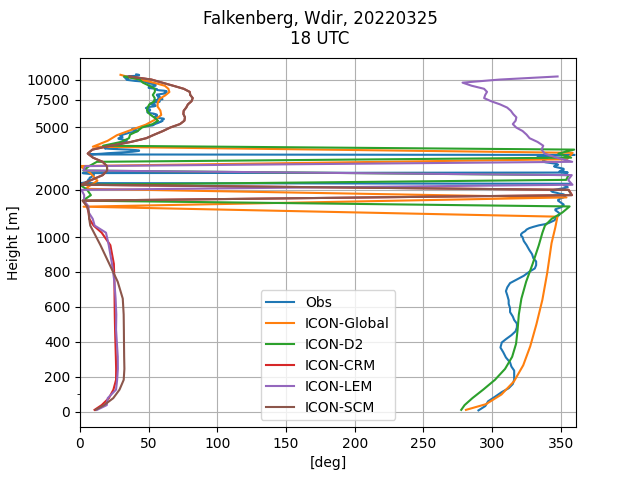 Falkenberg, Wdir, 20220325
18 UTC
10000
7500
5000
2000
1000
800
600
400
200
0
Height [m]
Obs
ICON-Global
ICON-D2
ICON-CRM
ICON-LEM
ICON-SCM
0 50 100 150 200 250 300 350
[deg]